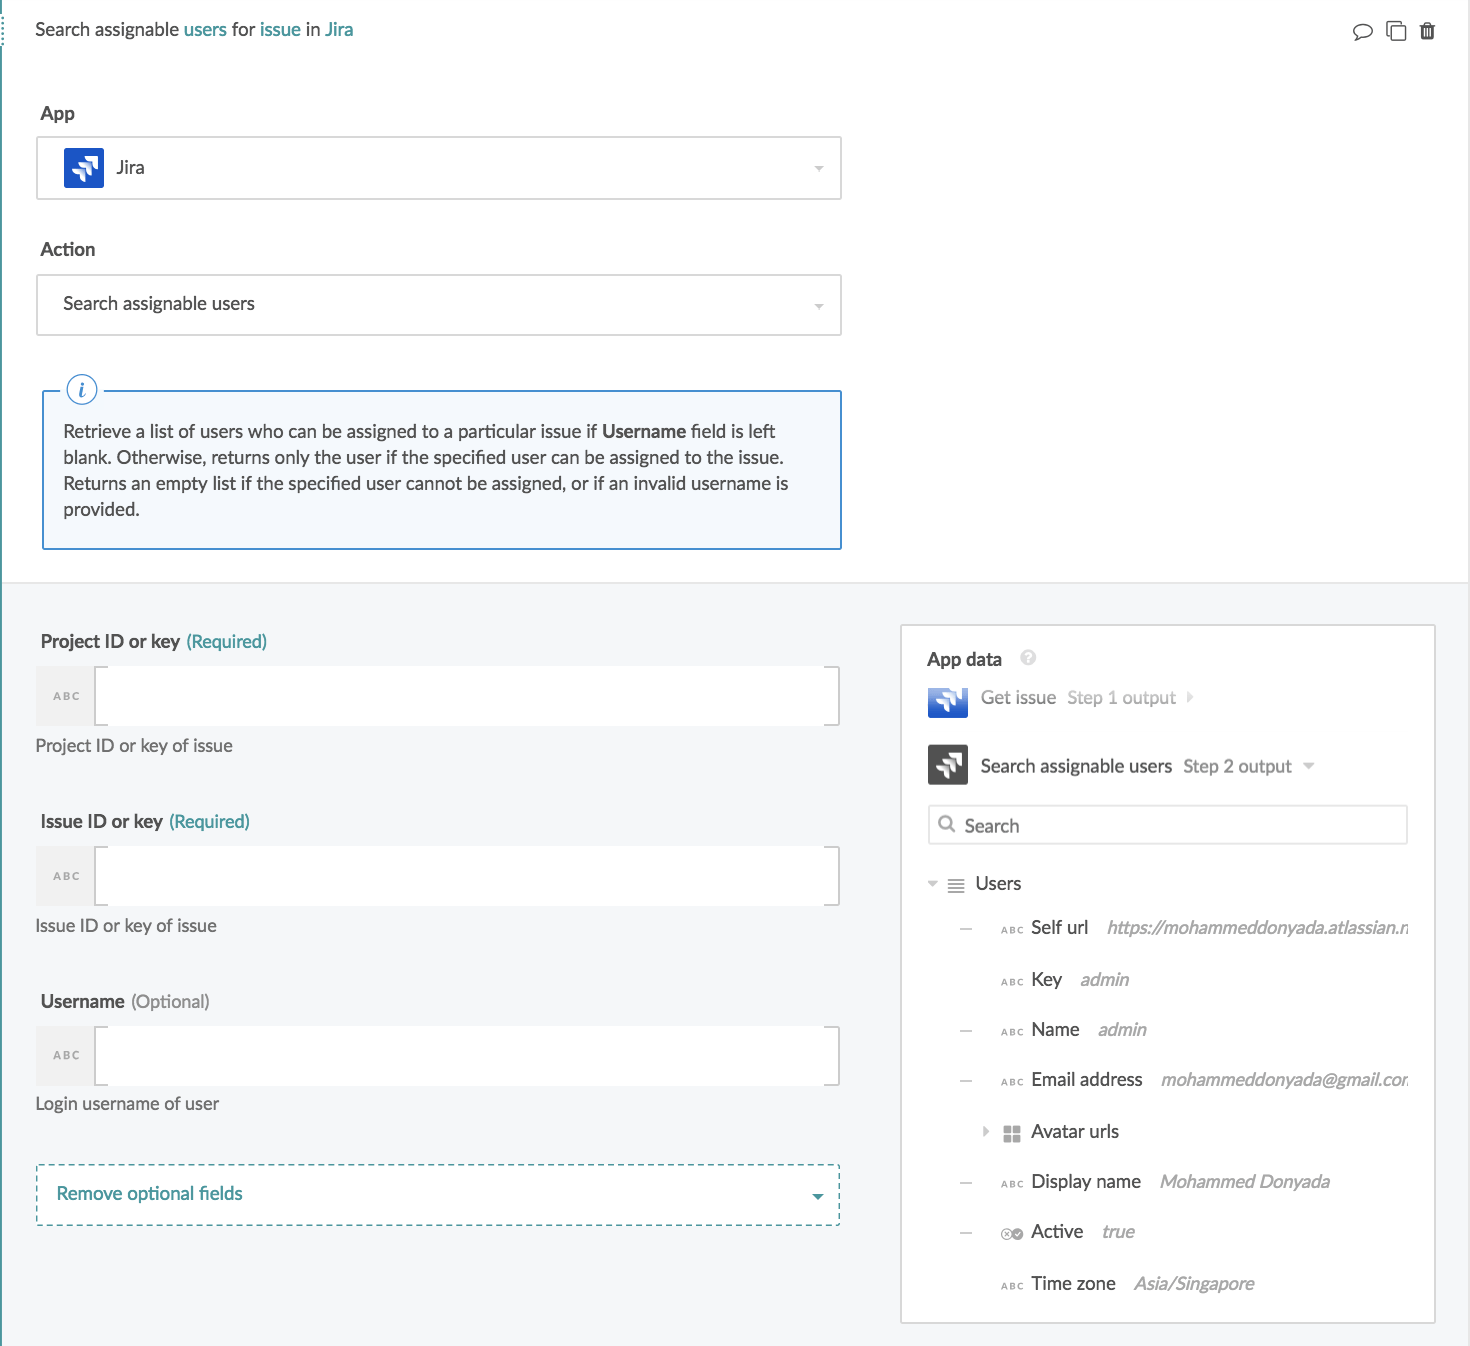 Search assignable users for issue in Jira
App
Jira
Action
Search assignable users
i
Retrieve a list of users who can be assigned to a particular issue if Username field is left
blank. Otherwise, returns only the user if the specified user can be assigned to the issue.
Returns an empty list if the specified user cannot be assigned, or if an invalid username is
provided.
Project ID or key (Required)
ABC
Project ID or key of issue
Issue ID or key (Required)
ABC
Issue ID or key of issue
Username (Optional)
ABC
Login username of user
Remove optional fields
App data ?
Get issue Step 1 output
Search assignable users Step 2 output
Search
Users
ABC Self url https://mohammeddonyada.atlassian.n
ABC Key admin
ABC Name admin
ABC Email address mohammeddonyada@gmail.com
Avatar urls
ABC Display name Mohammed Donyada
Active true
ABC Time zone Asia/Singapore